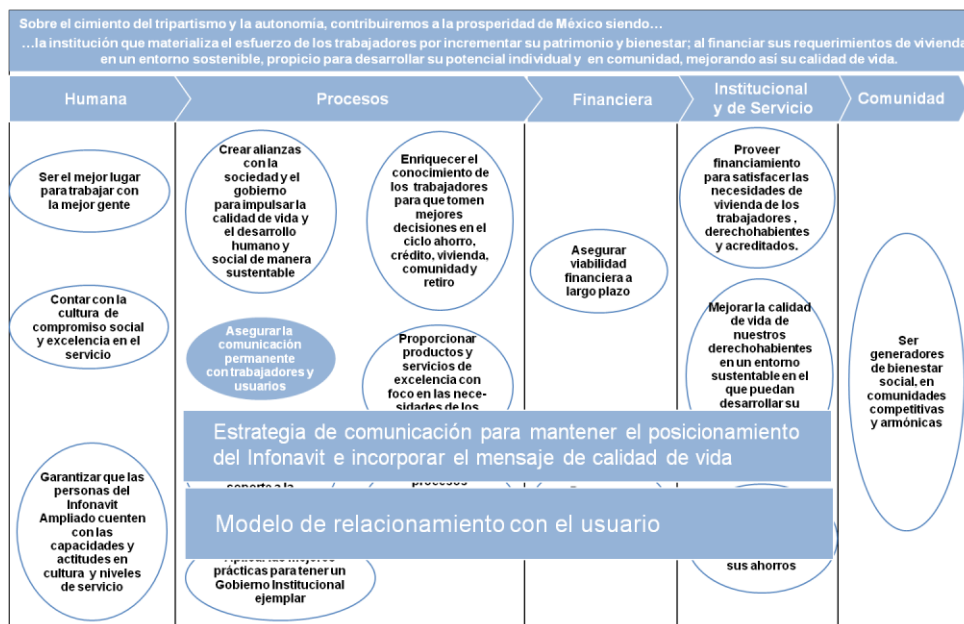 Sobre el cimiento del tripartismo y la autonomía, contribuiremos a la prosperidad de México siendo…
…la institución que materializa el esfuerzo de los trabajadores por incrementar su patrimonio y bienestar; al financiar sus requerimientos de vivienda
en un entorno sostenible, propicio para desarrollar su potencial individual y en comunidad, mejorando así su calidad de vida.
Humana
Procesos
Financiera
Institucional
y de Servicio
Comunidad
Ser el mejor lugar
para trabajar con
la mejor gente
Contar con la
cultura de
compromiso social
y excelencia en el
servicio
Garantizar que las
personas del
Infonavit
Ampliado cuenten
con las
capacidades y
actitudes en
cultura y niveles
de servicio
Crear alianzas
con la
sociedad y el
gobierno
para impulsar la
calidad de vida y
el desarrollo
humano y
social de manera
sustentable
Asegurar la
comunicación
permanente
con trabajadores y
usuarios
soporte a la
Aplicar las mejores
prácticas para tener un
Gobierno Institucional
ejemplar
Enriquecer el
conocimiento de
los trabajadores
para que tomen
mejores
decisiones en el
ciclo ahorro,
crédito, vivienda,
comunidad y
retiro
Proporcionar
productos y
servicios de
excelencia con
foco en las nece-
sidades de los
procesos
Asegurar
viabilidad
financiera a
largo plazo
Proveer
financiamiento
para satisfacer las
necesidades de
vivienda de los
trabajadores ,
derechohabientes
y acreditados.
Mejorar la calidad
de vida de
nuestros
derechohabientes
en un entorno
sustentable en el
que puedan
desarrollar su
sus ahorros
Ser
generadores
de bienestar
social, en
comunidades
competitivas
y armónicas
Estrategia de comunicación para mantener el posicionamiento
del Infonavit e incorporar el mensaje de calidad de vida
Modelo de relacionamiento con el usuario